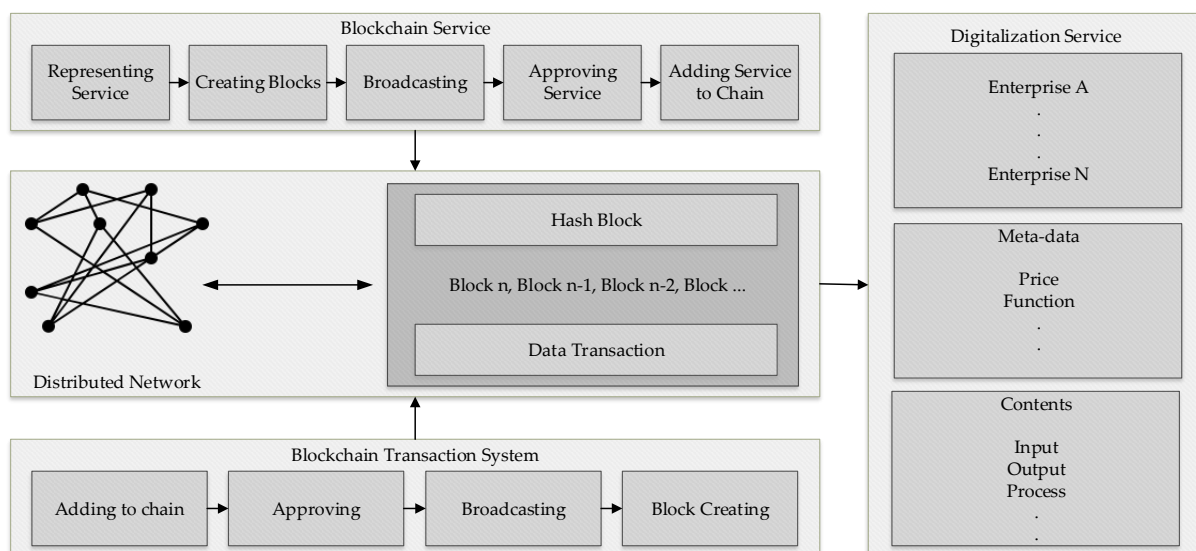 Blockchain Service
Representing
Service
Creating Blocks
Broadcasting
Approving
Service
Adding Service
to Chain
Hash Block
Block n, Block n-1, Block n-2, Block ...
Data Transaction
Distributed Network
Blockchain Transaction System
Adding to chain
Approving
Broadcasting
Block Creating
Digitalization Service
Enterprise A
.
.
.
Enterprise N
Meta-data
Price
Function
.
.
Contents
Input
Output
Process
.
.